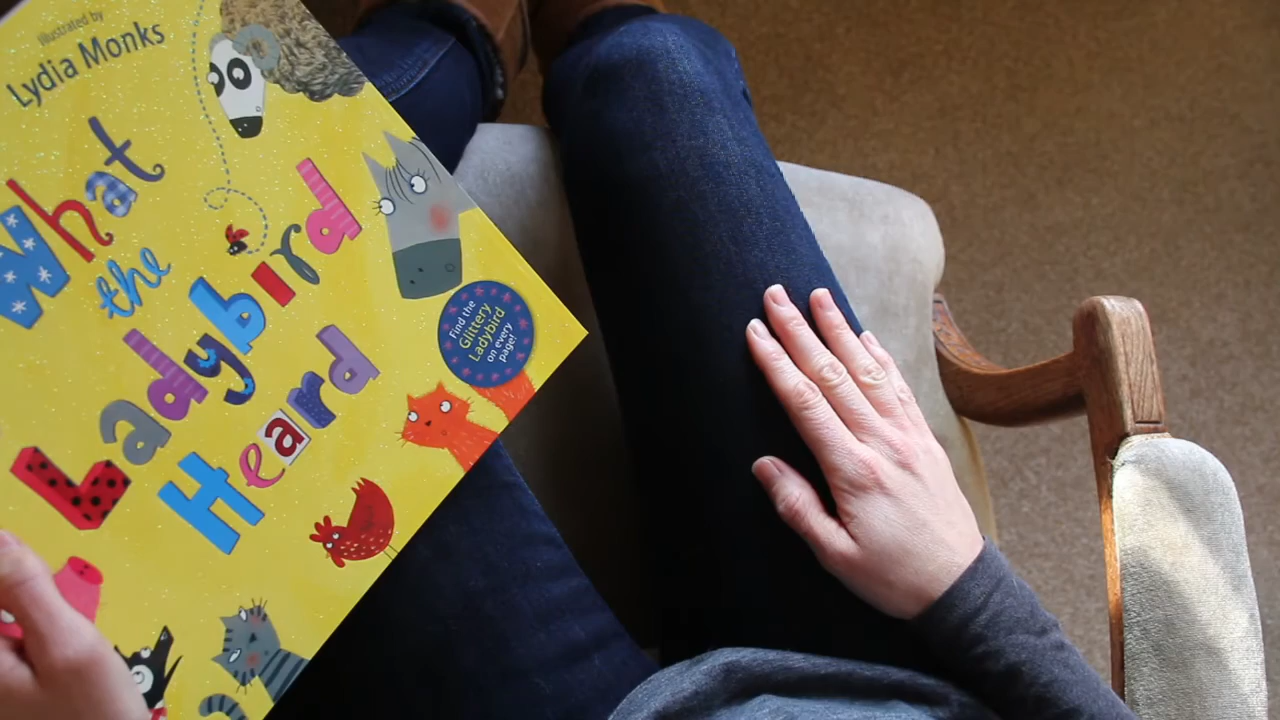 illustrated by
Lydia Monks
What
the
Ladybird
Heard
Find the
Glittery
Ladybird
on every
page!